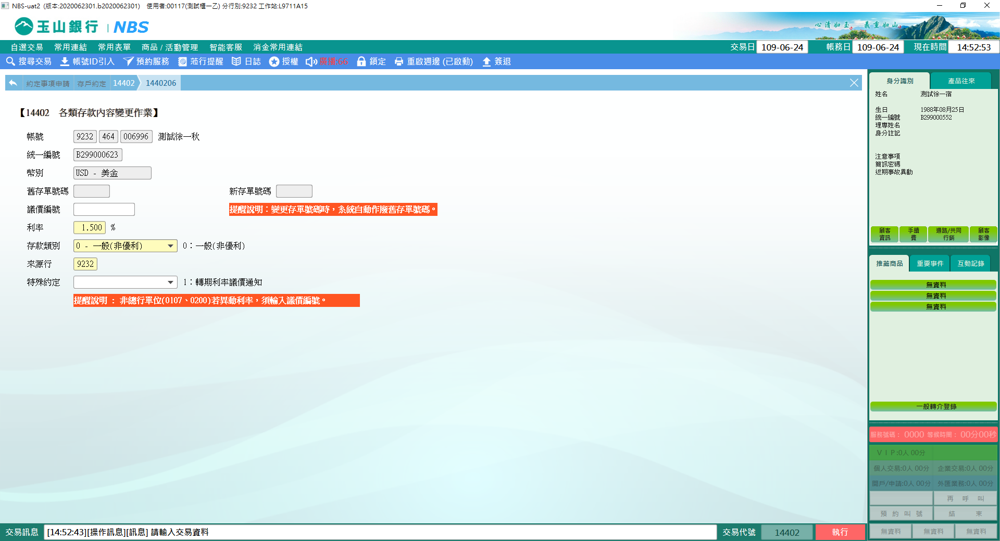 NBS-uat2 (版本:2020062301.b2020062301) 使用者:00117(測試櫃一乙) 分行別:9232 工作站:L9711A15
玉山銀行 | NBS
心清如玉。 義重如山。
自選交易 常用連結 常用表單 商品 / 活動管理 智能客服 消金常用連結 交易日 109-06-24 帳務日 109-06-24 現在時間 14:52:53
搜尋交易 帳號ID引入 預約服務 蒞行提醒 日誌 授權 廣播:66 鎖定 重啟週邊 (已啟動) 簽退
約定事項申請 存戶約定 14402 1440206
【14402 各類存款內容變更作業】
帳號 9232 464 006996 測試徐一秋
統一編號 B299000623
幣別 USD - 美金
舊存單號碼 新存單號碼
議價編號 提醒說明：變更存單號碼時，系統自動作廢舊存單號碼。
利率 1.500 %
存款類別 0 - 一般(非優利) 0：一般(非優利)
來源行 9232
特殊約定 1：轉期利率議價通知
提醒說明 ： 非總行單位(0107、0200)若異動利率，須輸入議價編號。
身分識別 產品往來
姓名 測試徐一宿
生日 1988年08月25日
統一編號 B299000552
理專姓名
身分註記
注意事項
簡訊密碼
近期事故異動
顧客資訊 手續費 通路/共同行銷 顧客影像
推薦商品 重要事件 互動記錄
無資料
無資料
無資料
一般轉介登錄
服務號碼： 0000 等候時間： 00分00秒
ＶＩＰ:0人 00分
個人交易:0人 00分 企業交易:0人 00分
開戶/申請:0人 00分 外匯業務:0人 00分
再 呼 叫
預 約 叫 號 結 束
無資料 無資料 無資料
交易訊息 [14:52:43][操作訊息][訊息] 請輸入交易資料 交易代號 14402 執行